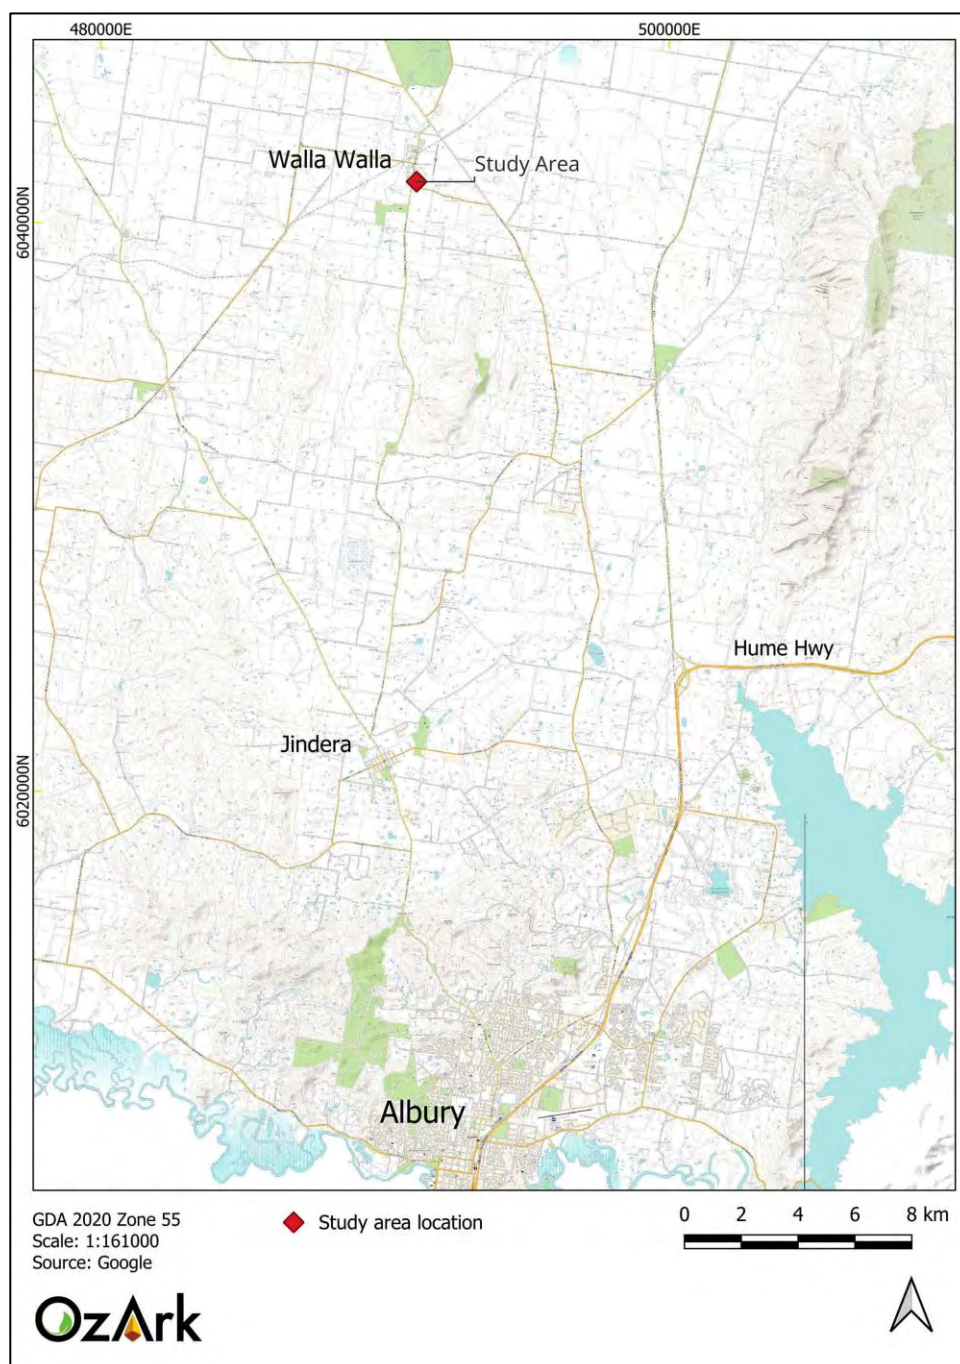 480000E
500000E
Walla Walla
Study Area
6040000N
Hume Hwy
Jindera
6020000N
Albury
GDA 2020 Zone 55
Scale: 1:161000
Source: Google
Study area location
0 2 4 6 8 km
OzArk